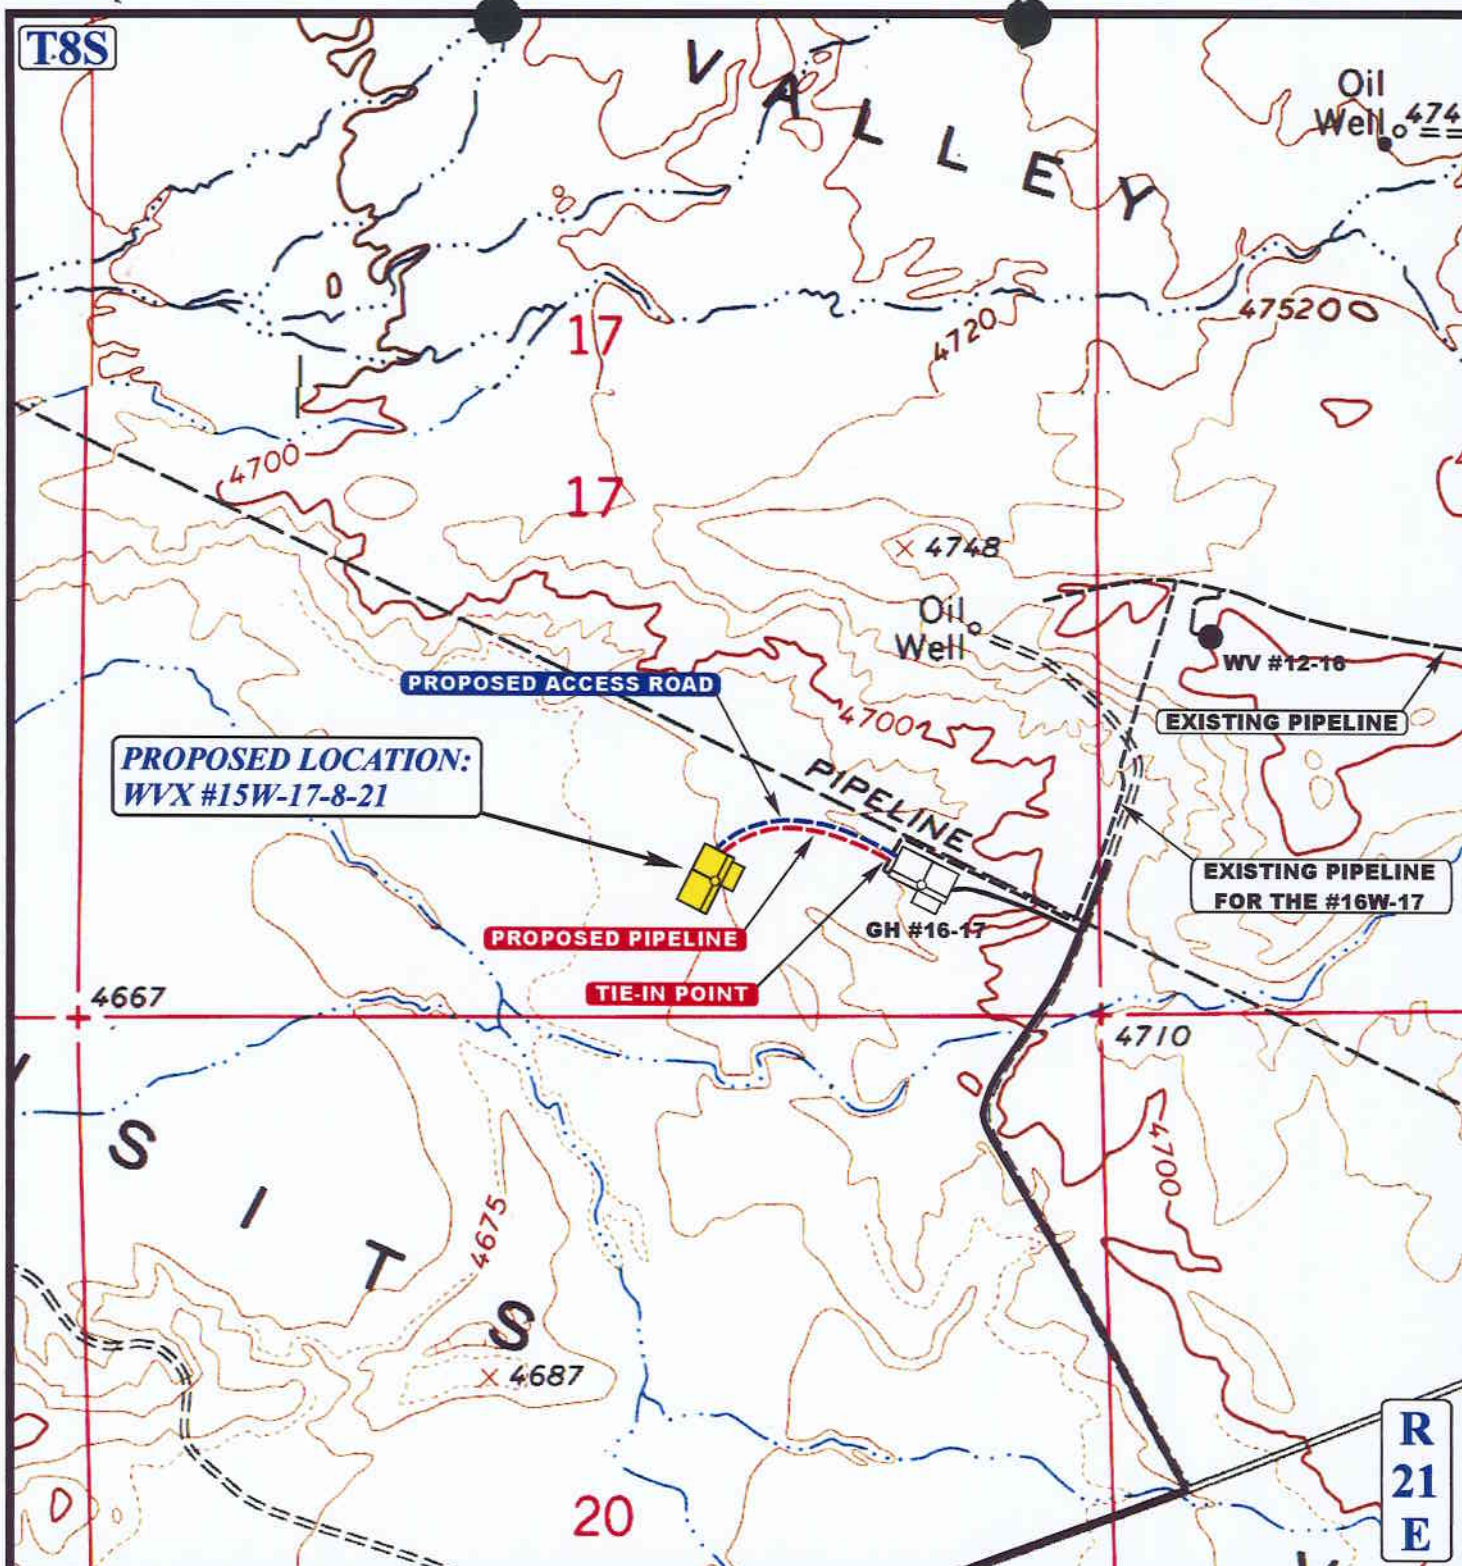 T8S
VALLEY
Oil
Well 474
17
4720
475200
4700
17
4748
Oil
Well
WV #12-16
PROPOSED ACCESS ROAD
4700
EXISTING PIPELINE
PROPOSED LOCATION:
WVX #15W-17-8-21
PIPELINE
EXISTING PIPELINE
FOR THE #16W-17
GH #16-17
PROPOSED PIPELINE
TIE-IN POINT
4667
4710
4700
SITS
4675
4687
R
21
E
20